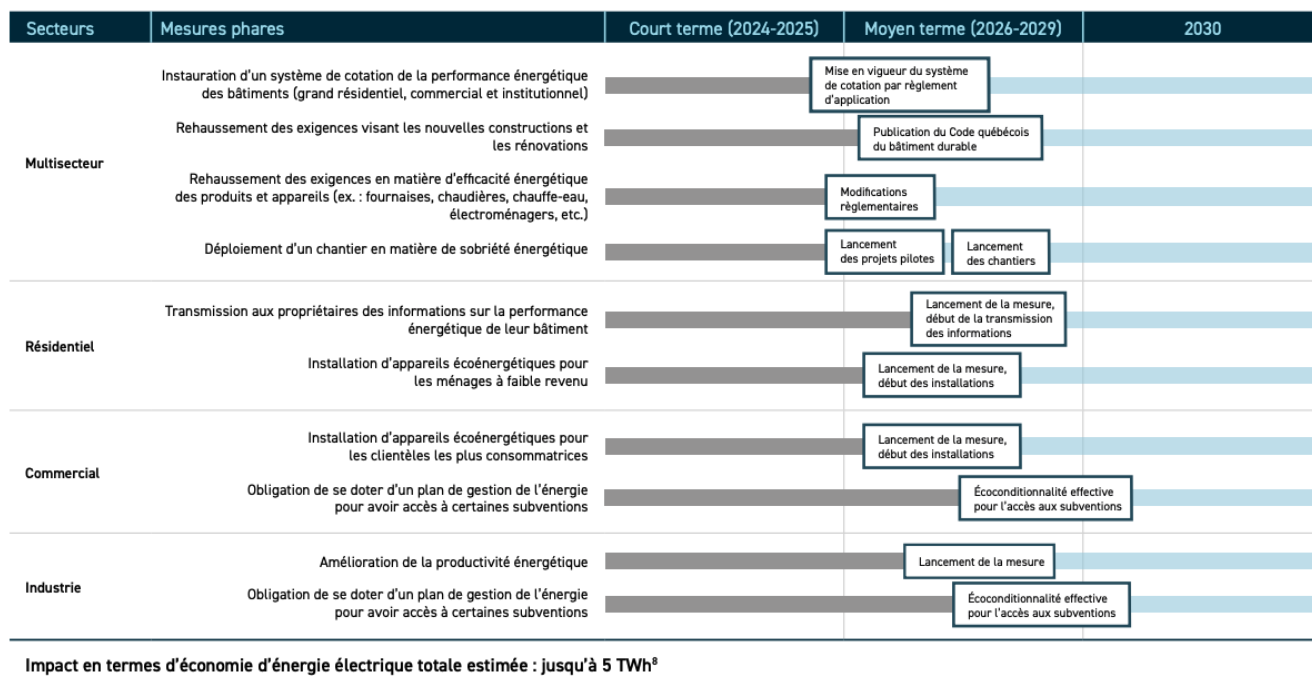 Secteurs
Mesures phares
Court terme (2024-2025)
Moyen terme (2026-2029)
2030
Multisecteur
Instauration d’un système de cotation de la performance énergétique
des bâtiments (grand résidentiel, commercial et institutionnel)
Mise en vigueur du système
de cotation par règlement
d’application
Rehaussement des exigences visant les nouvelles constructions et
les rénovations
Publication du Code québécois
du bâtiment durable
Rehaussement des exigences en matière d’efficacité énergétique
des produits et appareils (ex. : fournaises, chaudières, chauffe-eau,
électroménagers, etc.)
Modifications
règlementaires
Déploiement d’un chantier en matière de sobriété énergétique
Lancement
des projets pilotes
Lancement
des chantiers
Résidentiel
Transmission aux propriétaires des informations sur la performance
énergétique de leur bâtiment
Lancement de la mesure,
début de la transmission
des informations
Installation d’appareils écoénergétiques pour
les ménages à faible revenu
Lancement de la mesure,
début des installations
Commercial
Installation d’appareils écoénergétiques pour
les clientèles les plus consommatrices
Lancement de la mesure,
début des installations
Obligation de se doter d’un plan de gestion de l’énergie
pour avoir accès à certaines subventions
Écoconditionnalité effective
pour l’accès aux subventions
Industrie
Amélioration de la productivité énergétique
Lancement de la mesure
Obligation de se doter d’un plan de gestion de l’énergie
pour avoir accès à certaines subventions
Écoconditionnalité effective
pour l’accès aux subventions
Impact en termes d’économie d’énergie électrique totale estimée : jusqu’à 5 TWh⁸